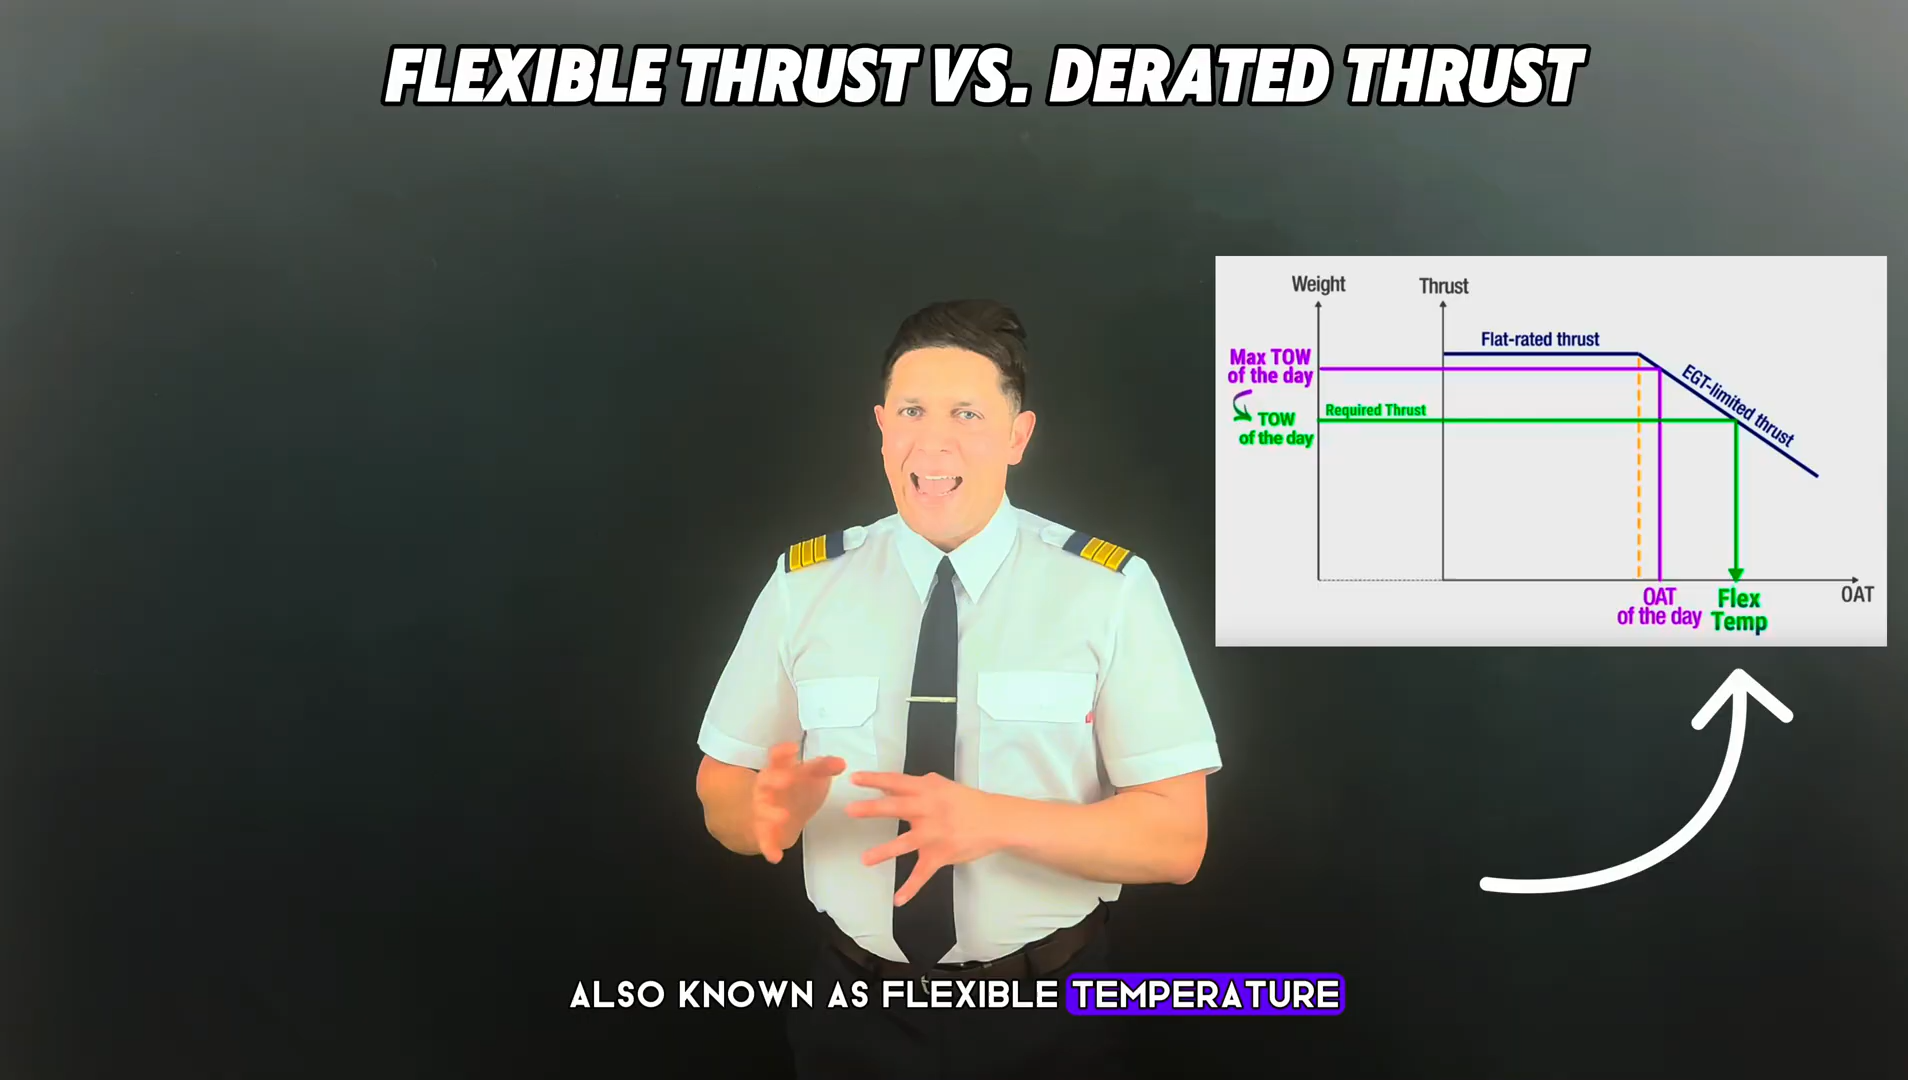 FLEXIBLE THRUST VS. DERATED THRUST
Weight
Thrust
Flat-rated thrust
Max TOW
of the day
EGT-limited thrust
Required Thrust
TOW
of the day
OAT
of the day
Flex
Temp
OAT
ALSO KNOWN AS FLEXIBLE TEMPERATURE